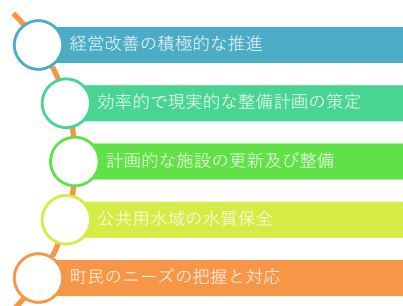 経営改善の積極的な推進
効率的で現実的な整備計画の策定
計画的な施設の更新及び整備
公共用水域の水質保全
町民のニーズの把握と対応